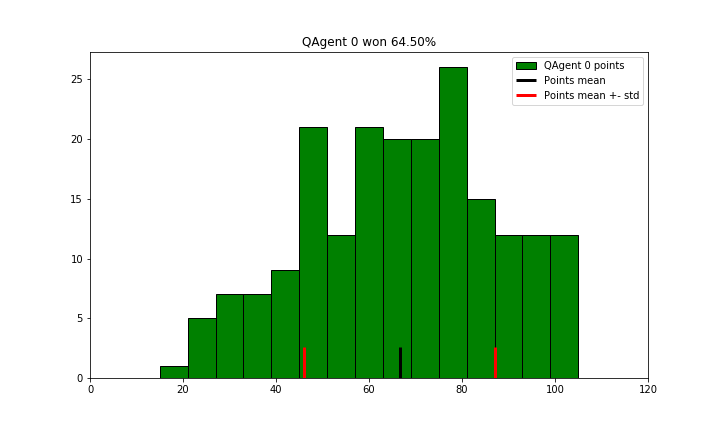 QAgent 0 won 64.50%
QAgent 0 points
Points mean
Points mean +- std
25
20
15
10
5
0
0 20 40 60 80 100 120